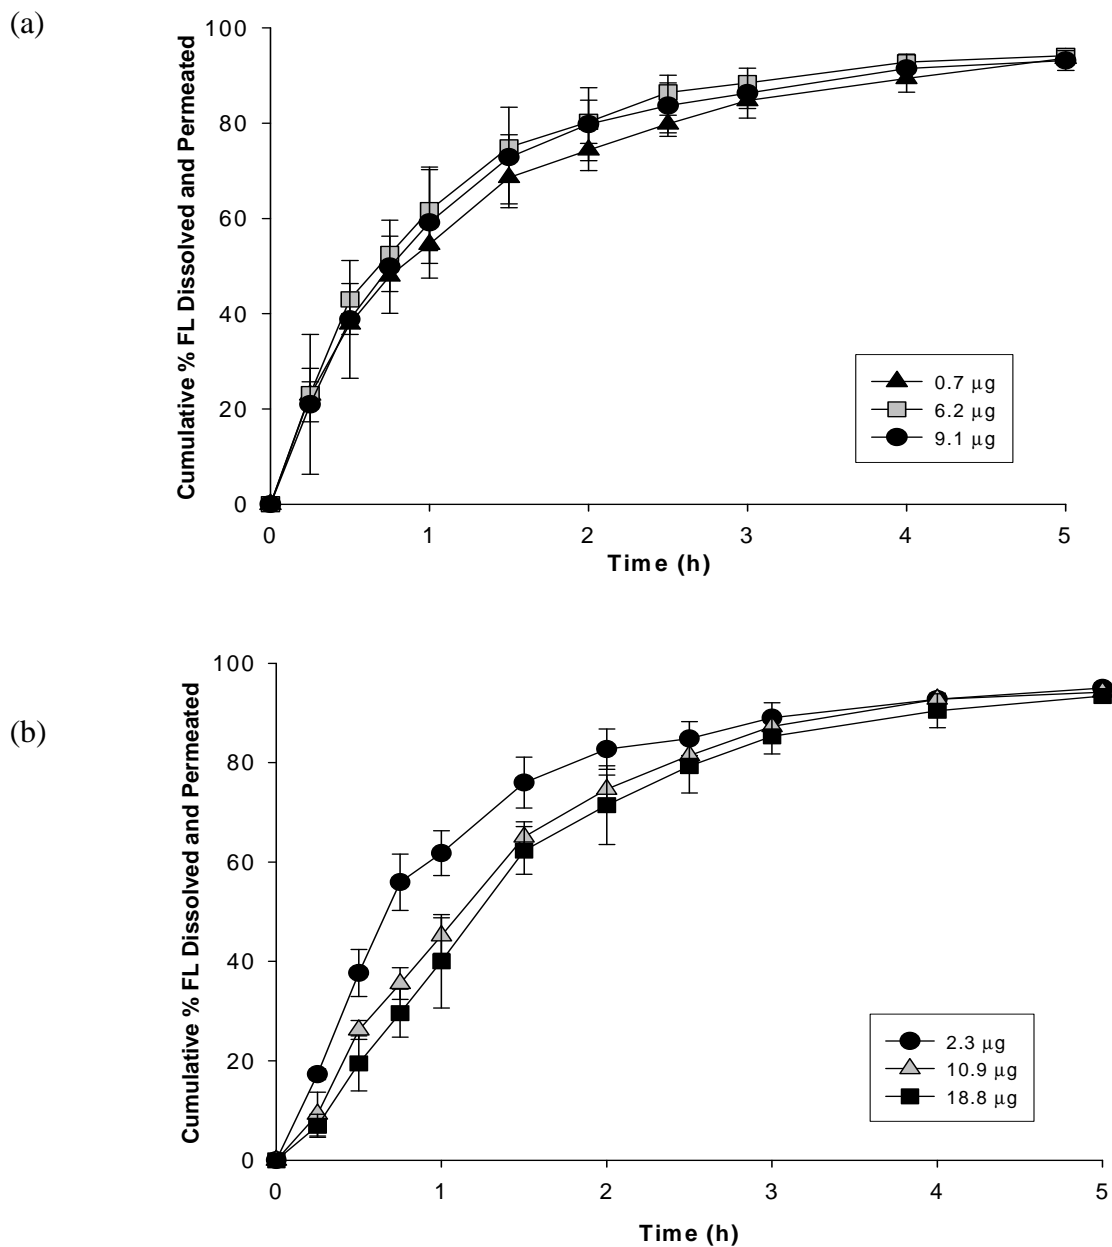 (a)
Cumulative % FL Dissolved and Permeated
100
80
60
40
20
0
0 1 2 3 4 5
Time (h)
0.7 μg
6.2 μg
9.1 μg
(b)
Cumulative % FL Dissolved and Permeated
100
80
60
40
20
0
0 1 2 3 4 5
Time (h)
2.3 μg
10.9 μg
18.8 μg